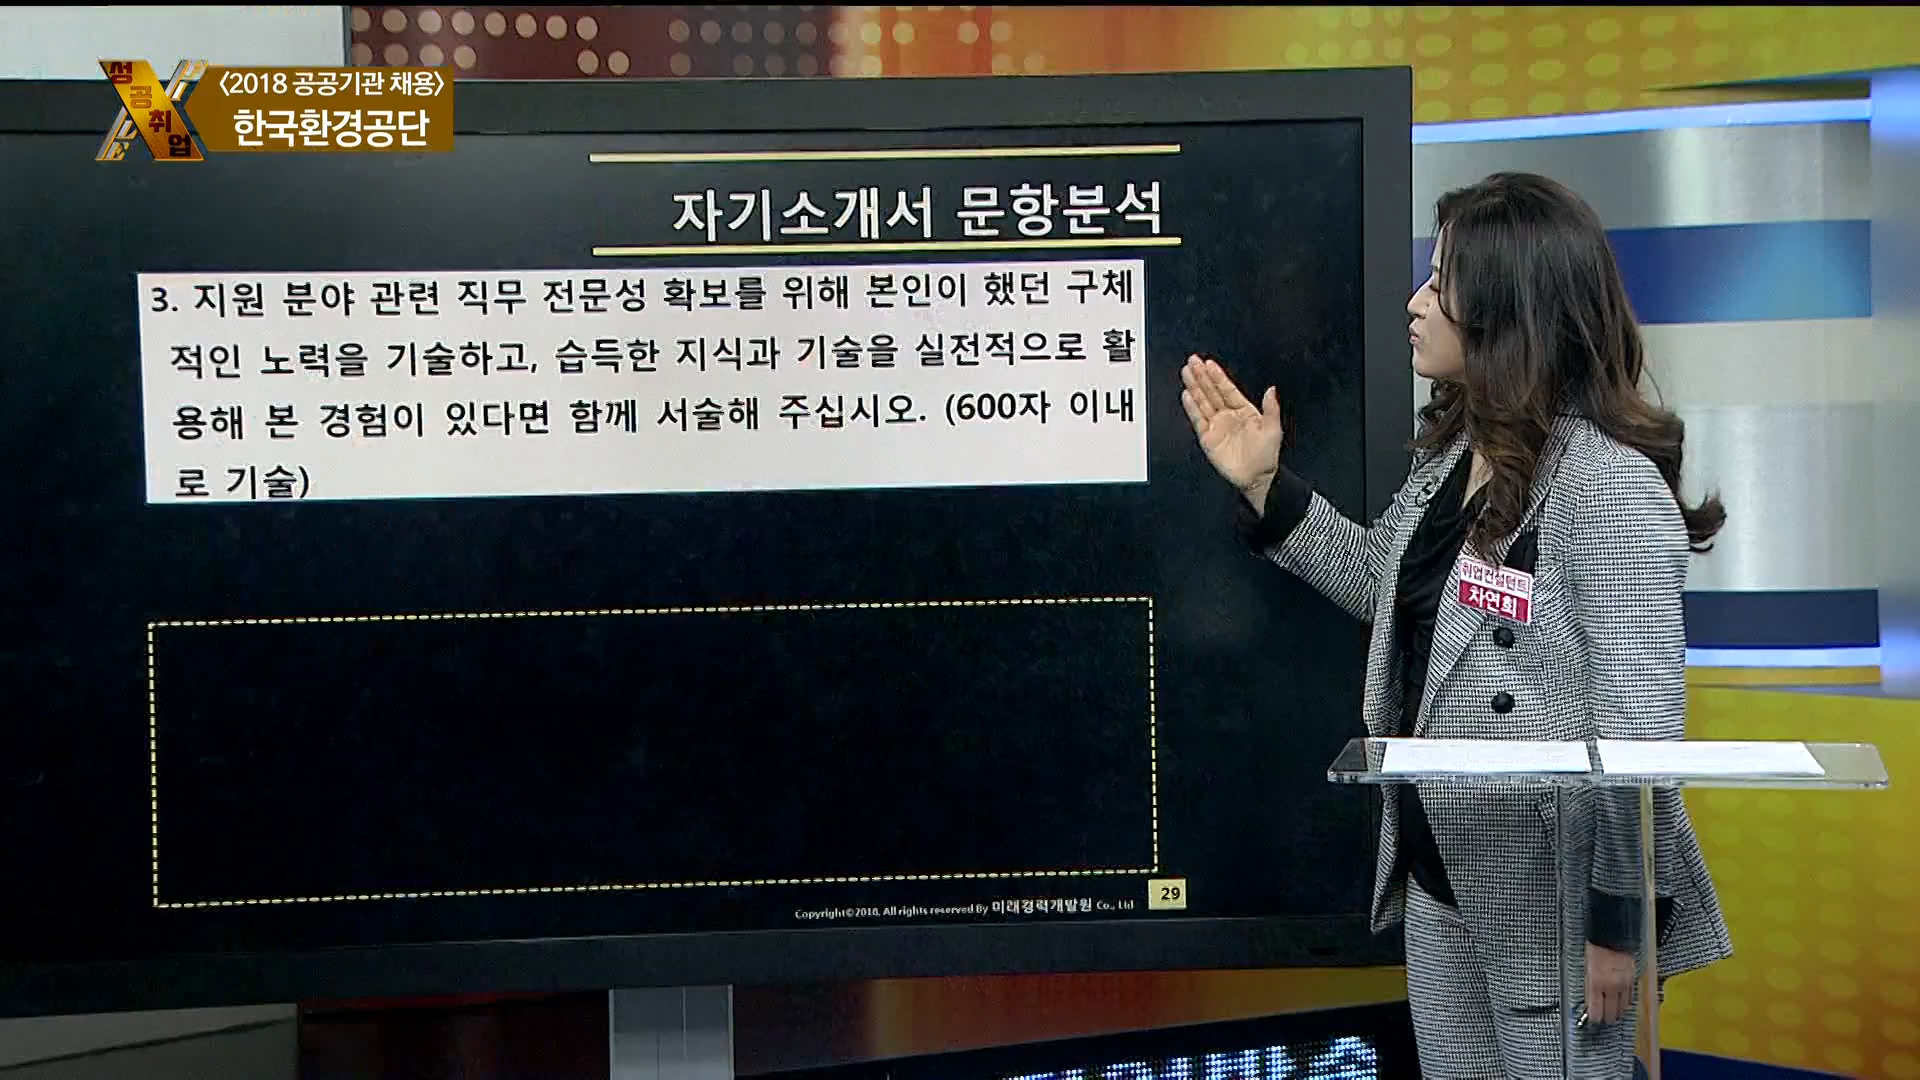 성공취업
FILE
<2018 공공기관 채용>
한국환경공단
자기소개서 문항분석
3. 지원 분야 관련 직무 전문성 확보를 위해 본인이 했던 구체
적인 노력을 기술하고, 습득한 지식과 기술을 실전적으로 활
용해 본 경험이 있다면 함께 서술해 주십시오. (600자 이내
로 기술)
Copyright©2018. All rights reserved By 미래경력개발원 Co., Ltd
29
취업컨설턴트
차연희